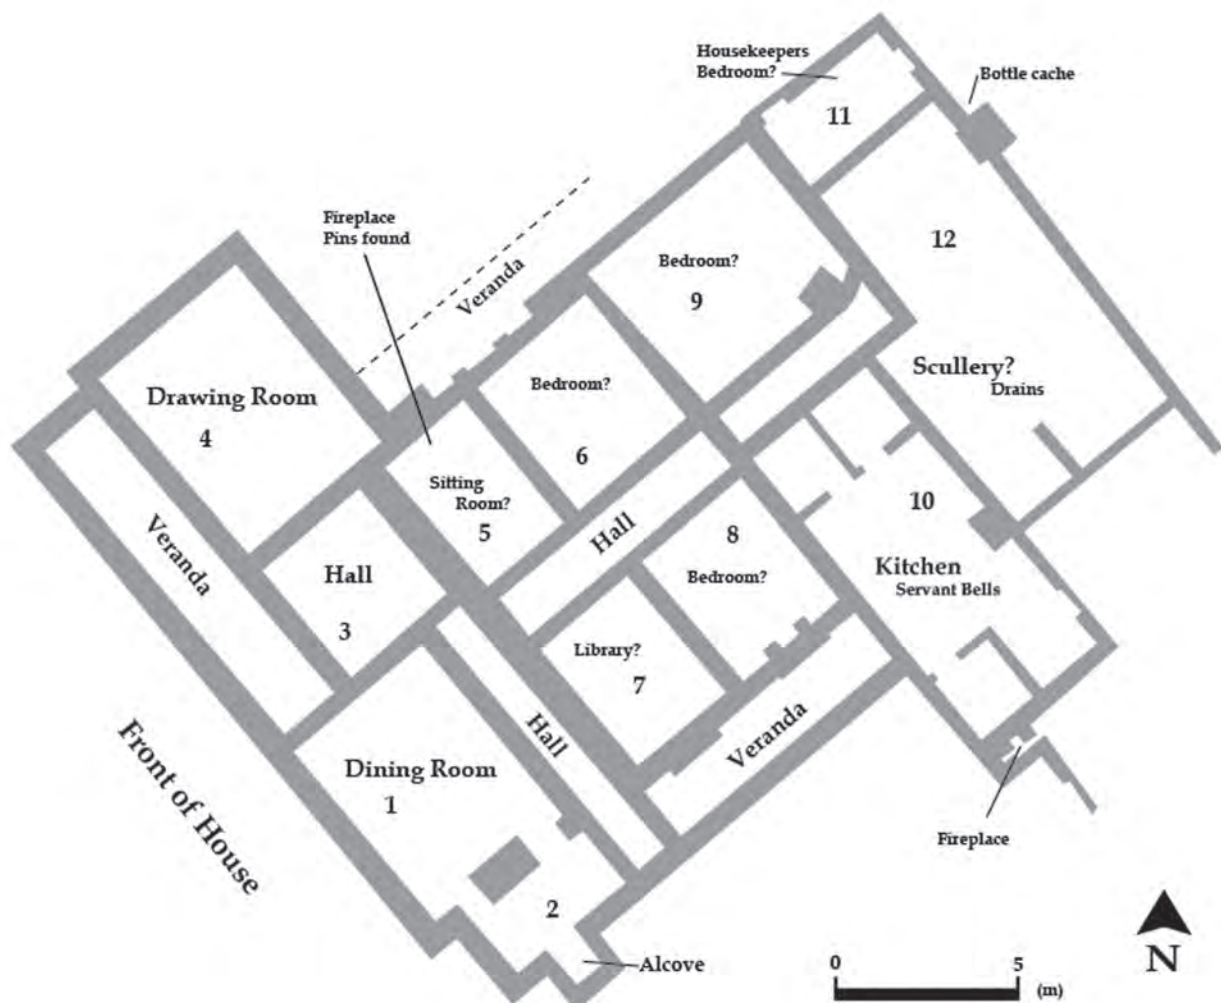 Housekeepers
Bedroom?
11
Bottle cache
12
Fireplace
Pins found
Veranda
Bedroom?
9
Bedroom?
6
Scullery?
Drains
Drawing Room
4
Sitting
Room?
5
Hall
8
Bedroom?
10
Kitchen
Servant Bells
Veranda
Hall
3
Library?
7
Hall
Veranda
Front of House
Dining Room
1
2
Fireplace
Alcove
N
0 5
(m)